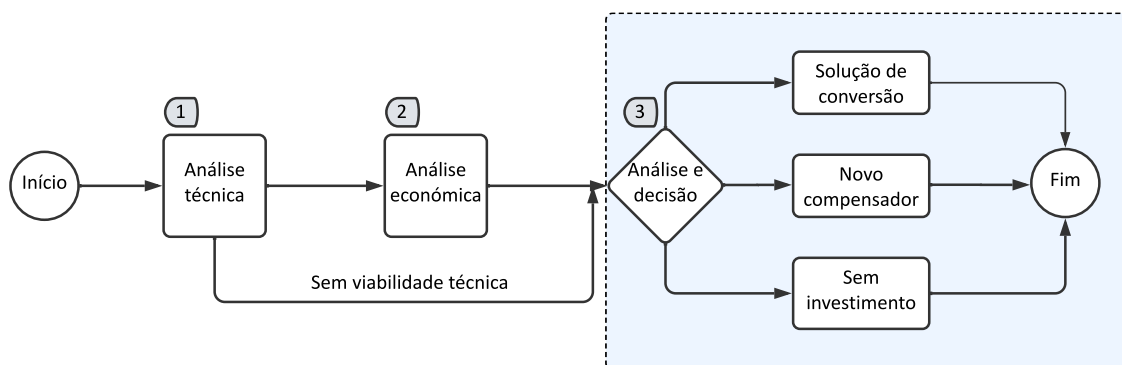 Início
1
Análise
técnica
2
Análise
económica
Sem viabilidade técnica
3
Análise e
decisão
Solução de
conversão
Novo
compensador
Sem
investimento
Fim